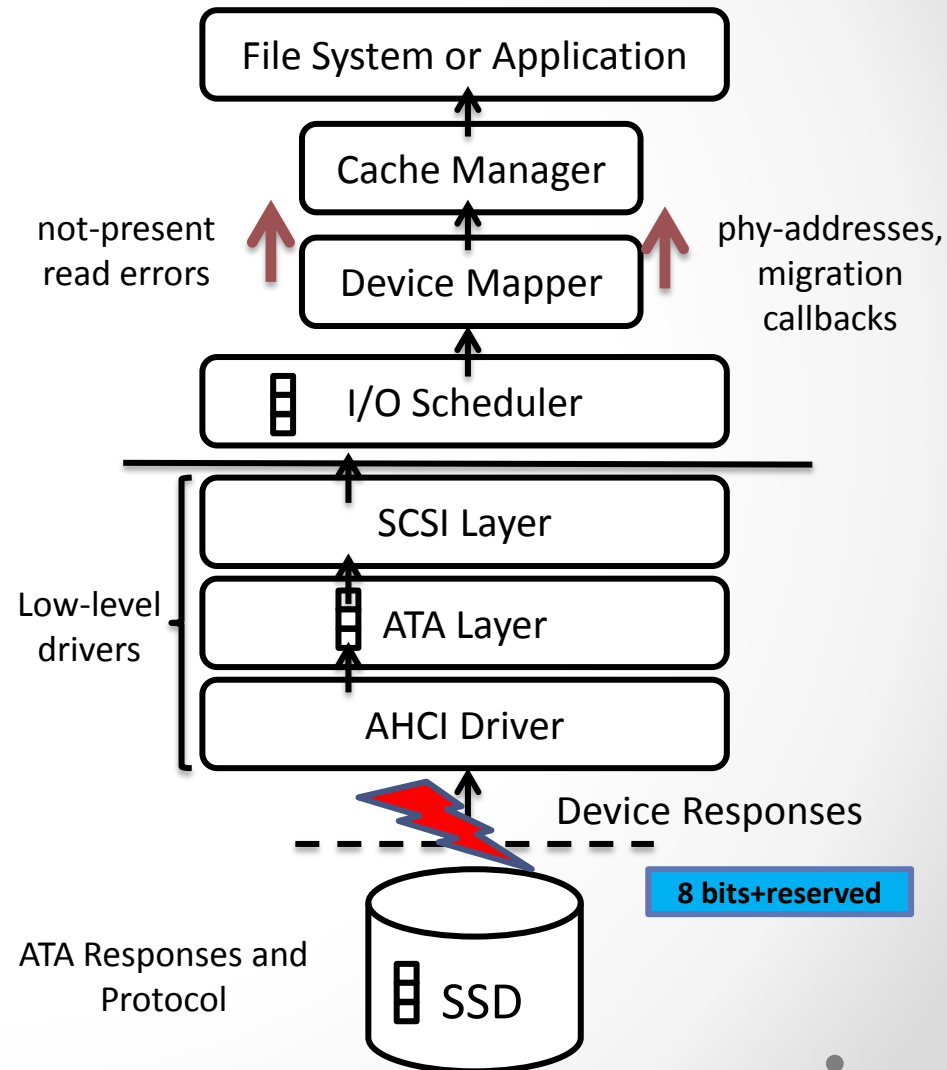 File System or Application
Cache Manager
not-present
read errors
phy-addresses,
migration
callbacks
Device Mapper
I/O Scheduler
SCSI Layer
Low-level
drivers
ATA Layer
AHCI Driver
Device Responses
8 bits+reserved
ATA Responses and
Protocol
SSD